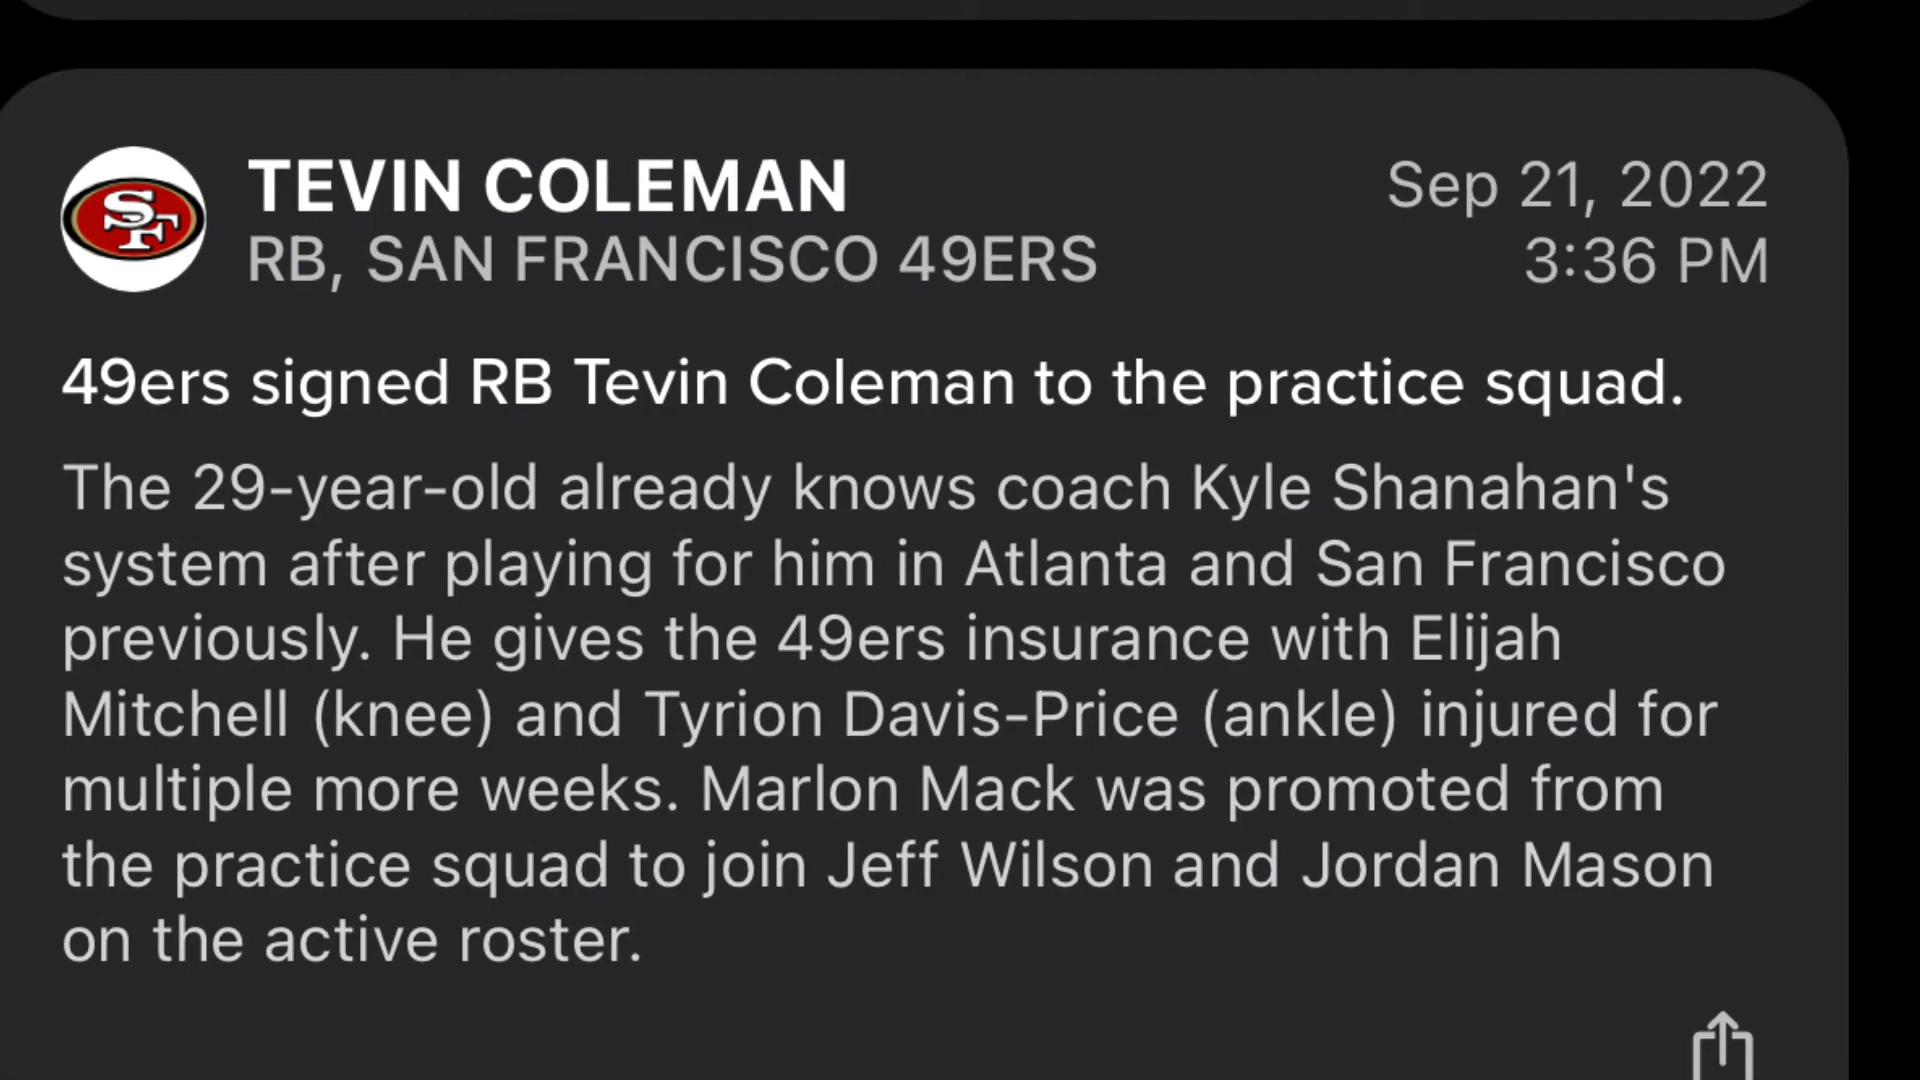 TEVIN COLEMAN
RB, SAN FRANCISCO 49ERS
Sep 21, 2022
3:36 PM
SF
49ers signed RB Tevin Coleman to the practice squad.
The 29-year-old already knows coach Kyle Shanahan's
system after playing for him in Atlanta and San Francisco
previously. He gives the 49ers insurance with Elijah
Mitchell (knee) and Tyrion Davis-Price (ankle) injured for
multiple more weeks. Marlon Mack was promoted from
the practice squad to join Jeff Wilson and Jordan Mason
on the active roster.